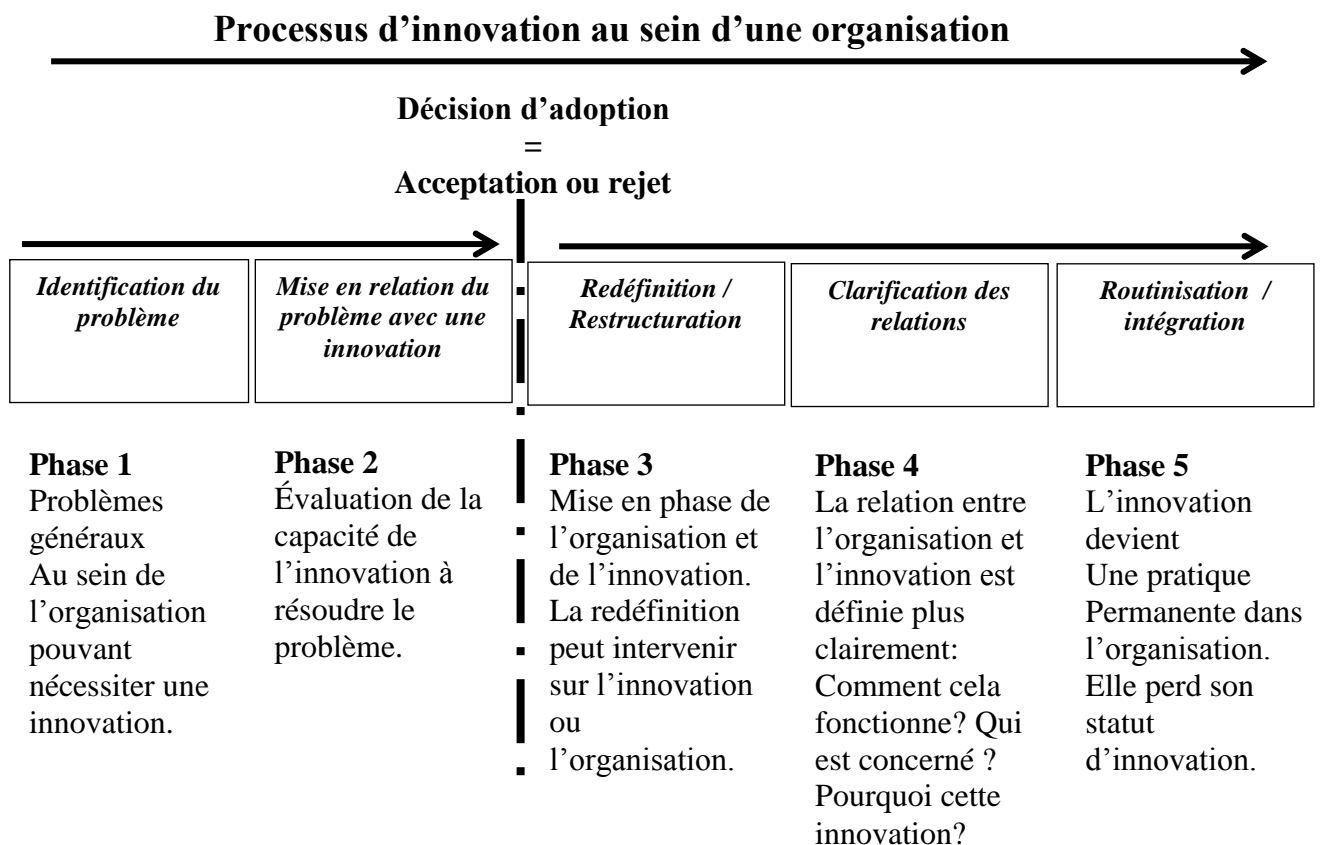 Processus d’innovation au sein d’une organisation
Décision d’adoption
=
Acceptation ou rejet
Identification du
problème
Mise en relation du
problème avec une
innovation
Redéfinition /
Restructuration
Clarification des
relations
Routinisation /
intégration
Phase 1
Problèmes
généraux
Au sein de
l’organisation
pouvant
nécessiter une
innovation.
Phase 2
Évaluation de la
capacité de
l’innovation à
résoudre le
problème.
Phase 3
Mise en phase de
l’organisation et
de l’innovation.
La redéfinition
peut intervenir
sur l’innovation
ou
l’organisation.
Phase 4
La relation entre
l’organisation et
l’innovation est
définie plus
clairement:
Comment cela
fonctionne? Qui
est concerné ?
Pourquoi cette
innovation?
Phase 5
L’innovation
devient
Une pratique
Permanente dans
l’organisation.
Elle perd son
statut
d’innovation.